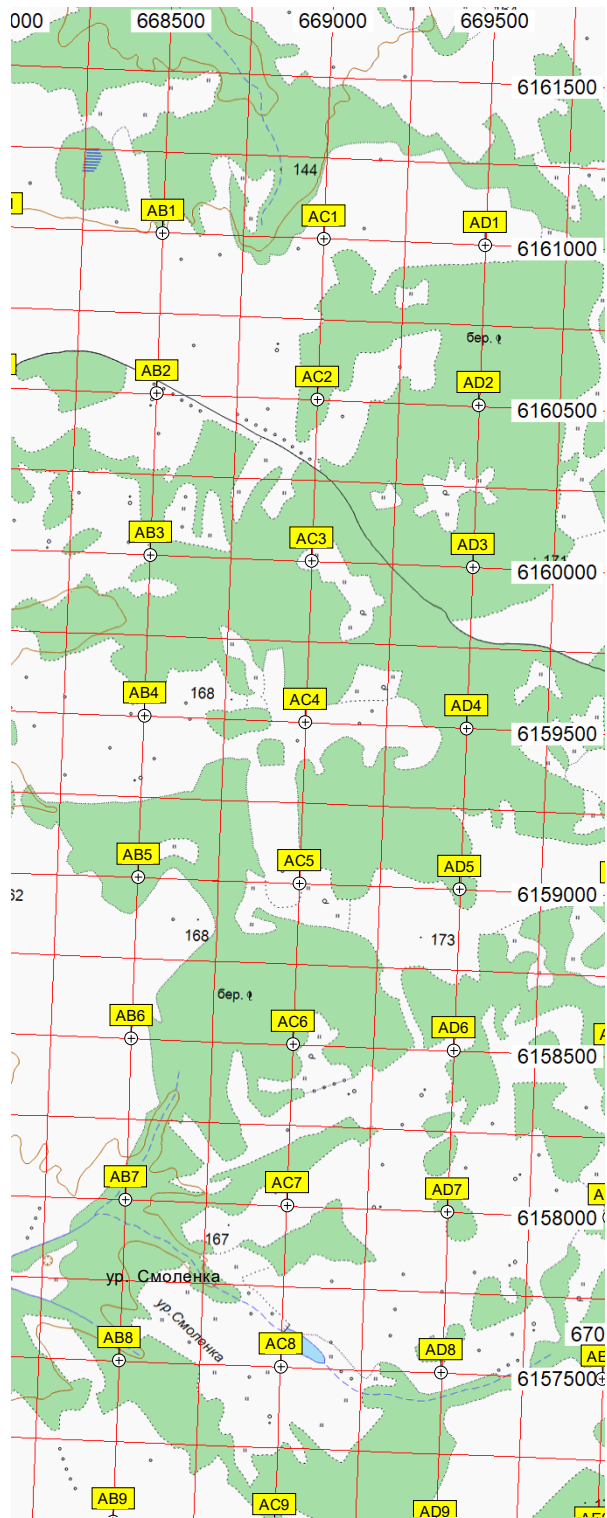 000 668500 669000 669500
6161500
144
AB1 AC1 AD1
6161000
бер.
AB2 AC2 AD2
6160500
AB3 AC3 AD3
171
6160000
168
AB4 AC4 AD4
6159500
AB5 AC5 AD5
62
6159000
168 173
бер.
AB6 AC6 AD6
6158500
AB7 AC7 AD7
6158000
167
ур. Смоленка
ур.Смоленка
670
AB8 AC8 AD8 AE
6157500
AB9 AC9 AD9